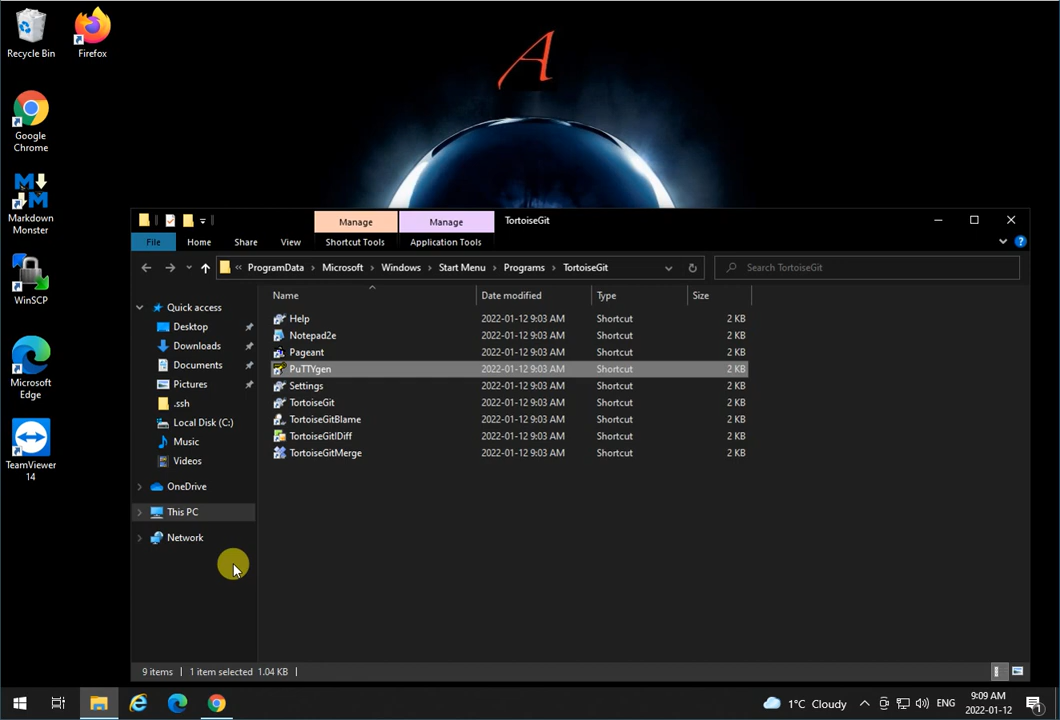 Recycle Bin
Firefox
A
Google
Chrome
Markdown
Monster
WinSCP
Microsoft
Edge
TeamViewer
14
Manage
Manage
TortoiseGit
File
Home
Share
View
Shortcut Tools
Application Tools
« ProgramData > Microsoft > Windows > Start Menu > Programs > TortoiseGit
Search TortoiseGit
Quick access
Desktop
Downloads
Documents
Pictures
.ssh
Local Disk (C:)
Music
Videos
OneDrive
This PC
Network
Name Date modified Type Size
Help 2022-01-12 9:03 AM Shortcut 2 KB
Notepad2e 2022-01-12 9:03 AM Shortcut 2 KB
Pageant 2022-01-12 9:03 AM Shortcut 2 KB
PuTTYgen 2022-01-12 9:03 AM Shortcut 2 KB
Settings 2022-01-12 9:03 AM Shortcut 2 KB
TortoiseGit 2022-01-12 9:03 AM Shortcut 2 KB
TortoiseGitBlame 2022-01-12 9:03 AM Shortcut 2 KB
TortoiseGitIDiff 2022-01-12 9:03 AM Shortcut 2 KB
TortoiseGitMerge 2022-01-12 9:03 AM Shortcut 2 KB
9 items 1 item selected 1.04 KB
1°C Cloudy
ENG
9:09 AM
2022-01-12
1